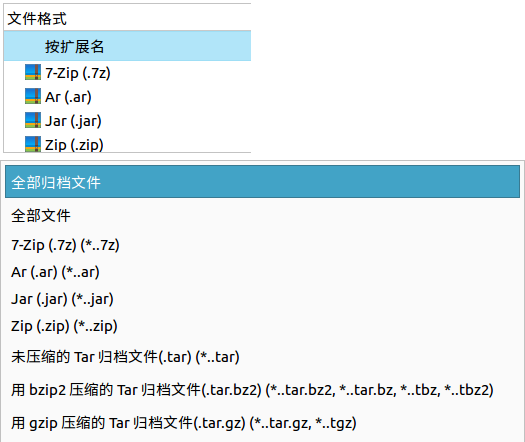 文件格式
按扩展名
7-Zip (.7z)
Ar (.ar)
Jar (.jar)
Zip (.zip)
全部归档文件
全部文件
7-Zip (.7z) (*..7z)
Ar (.ar) (*..ar)
Jar (.jar) (*..jar)
Zip (.zip) (*..zip)
未压缩的 Tar 归档文件(.tar) (*..tar)
用 bzip2 压缩的 Tar 归档文件(.tar.bz2) (*..tar.bz2, *..tar.bz, *..tbz, *..tbz2)
用 gzip 压缩的 Tar 归档文件(.tar.gz) (*..tar.gz, *..tgz)